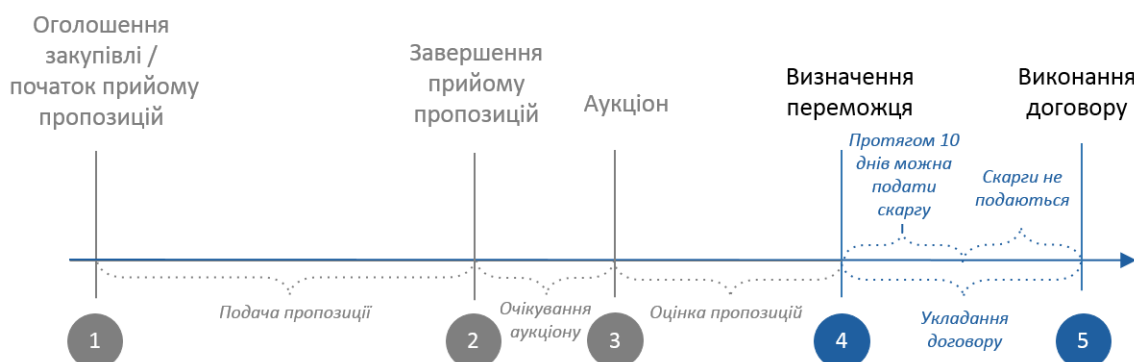 Оголошення
закупівлі /
початок прийому
пропозицій
Завершення
прийому
пропозицій
Аукціон
Визначення
переможця
Виконання
договору
Протягом 10
днів можна
подати
скаргу
Скарги не
подаються
Подача пропозиції
Очікування
аукціону
Оцінка пропозицій
Укладання
договору
1
2
3
4
5